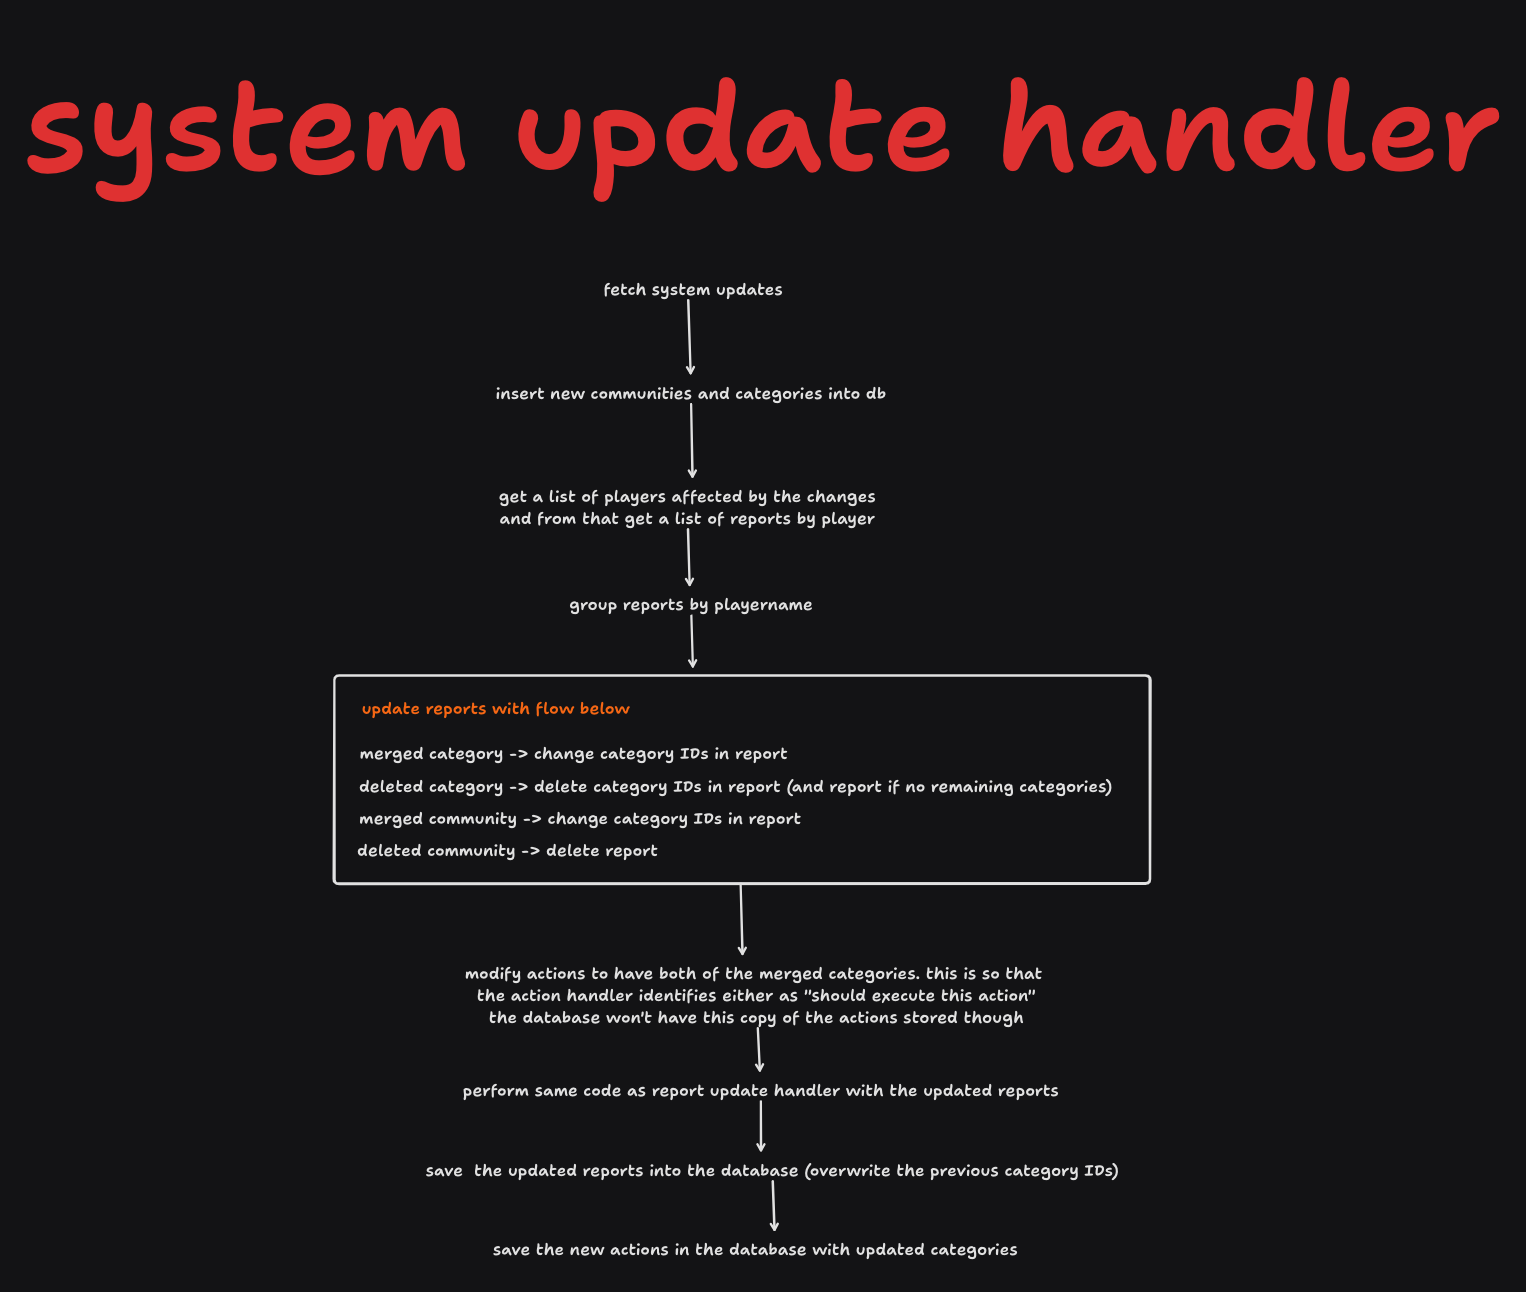 system update handler
fetch system updates
insert new communities and categories into db
get a list of players affected by the changes
and from that get a list of reports by player
group reports by playername
update reports with flow below
merged category -> change category IDs in report
deleted category -> delete category IDs in report (and report if no remaining categories)
merged community -> change category IDs in report
deleted community -> delete report
modify actions to have both of the merged categories. this is so that
the action handler identifies either as "should execute this action"
the database won't have this copy of the actions stored though
perform same code as report update handler with the updated reports
save  the updated reports into the database (overwrite the previous category IDs)
save the new actions in the database with updated categories